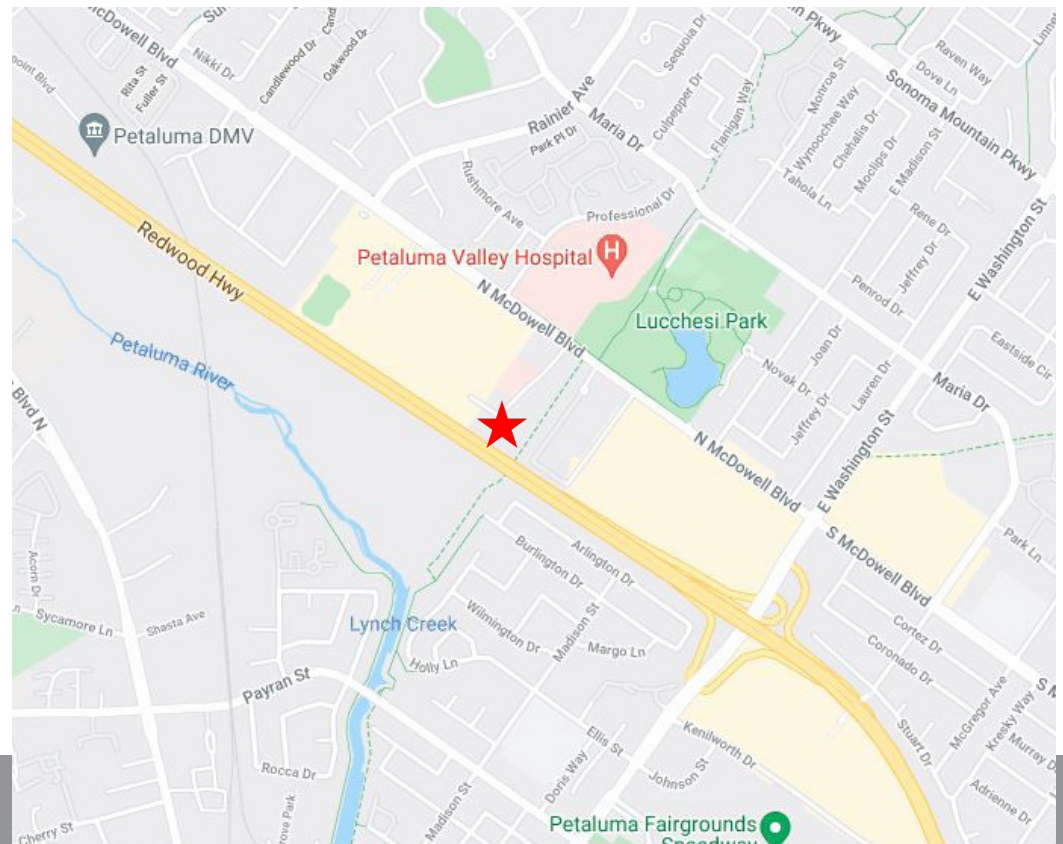 McDowell Blvd
Nikki Dr
Rita St
Fuller St
Candlewood Dr
Oakwood Dr
Petaluma DMV
Redwood Hwy
Petaluma River
Rainier Ave
Park Pl Dr
Maria Dr
Sequoia Dr
Culpepper Dr
Flanigan Way
Rushmore Ave
Professional Dr
Petaluma Valley Hospital
H
N McDowell Blvd
Lucchesi Park
Pkwy
Sonoma Mountain Pkwy
Raven Way
Dove Ln
Monroe St
Wynoochee Way
Chehalis Dr
Moclips Dr
E Madison St
Tahola Ln
Rene Dr
Jeffrey Dr
Penrod Dr
E Washington St
Eastside Cir
Novak Dr
Joan Dr
Jeffrey Dr
Lauren Dr
Maria Dr
N McDowell Blvd
E Washington St
S McDowell Blvd
Park Ln
Blvd N
Acorn Dr
Sycamore Ln
Shasta Ave
Lynch Creek
Payran St
Rocca Dr
Cherry St
Burlington Dr
Arlington Dr
Wilmington Dr
Madison St
Margo Ln
Holly Ln
Ellis St
Johnson St
Doris Way
Madison St
Kenilworth Dr
Cortez Dr
Coronado Dr
Stuart Dr
McGregor Ave
Kresky Way
Murray D
Adrienne Dr
Petaluma Fairgrounds
Speedway